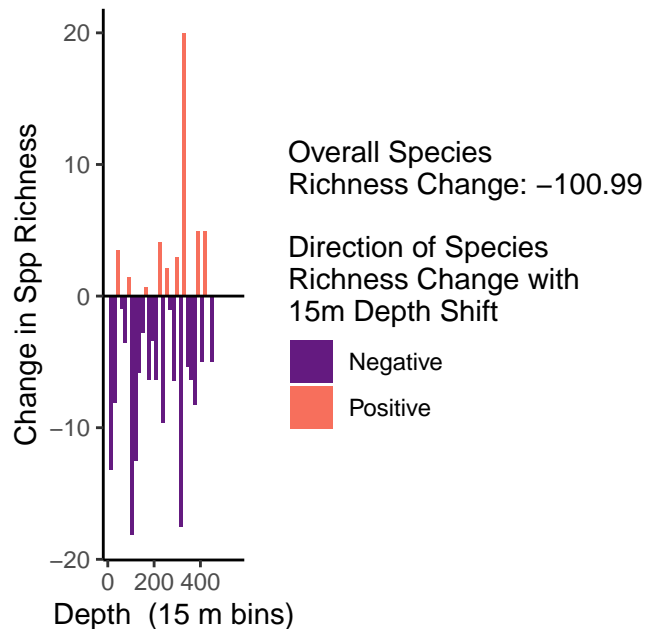 20
10
0
−10
−20
Change in Spp Richness
0 200 400
Depth  (15 m bins)
Overall Species
Richness Change: −100.99
Direction of Species
Richness Change with
15m Depth Shift
Negative
Positive